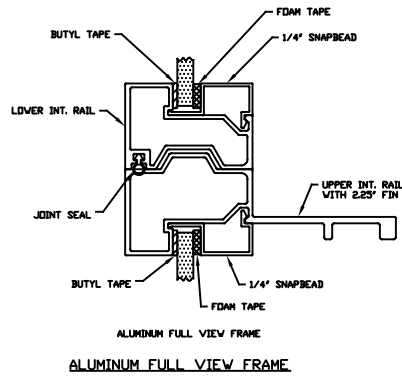 FOAM TAPE
BUTYL TAPE
1/4" SNAPBEAD
LOWER INT. RAIL
UPPER INT. RAIL
WITH 2.25" FIN
JOINT SEAL
BUTYL TAPE
1/4" SNAPBEAD
FOAM TAPE
ALUMINUM FULL VIEW FRAME
ALUMINUM FULL VIEW FRAME